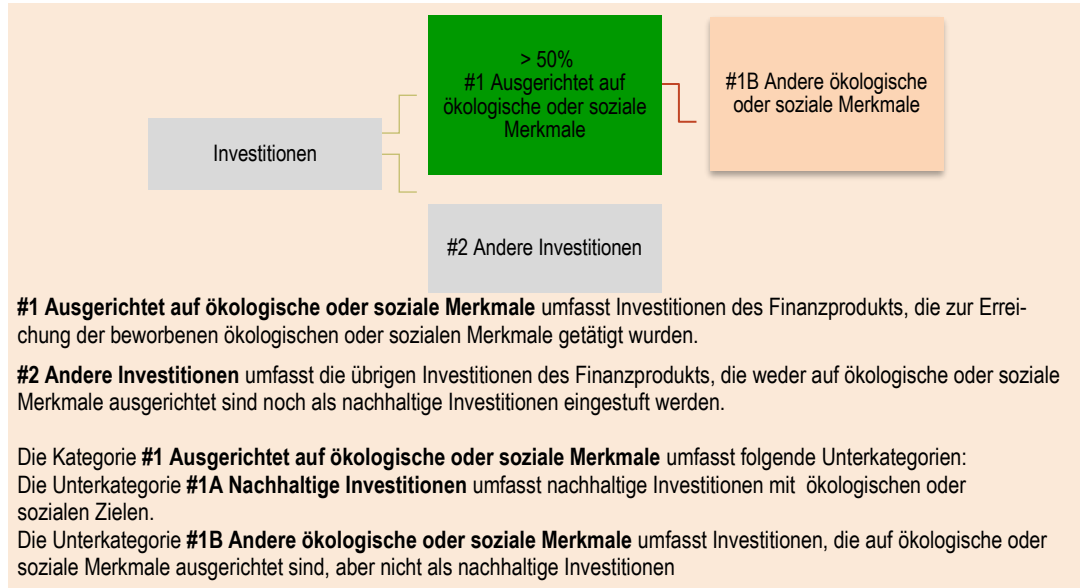 > 50%
#1 Ausgerichtet auf
ökologische oder soziale
Merkmale
#1B Andere ökologische
oder soziale Merkmale
Investitionen
#2 Andere Investitionen
#1 Ausgerichtet auf ökologische oder soziale Merkmale umfasst Investitionen des Finanzprodukts, die zur Errei-
chung der beworbenen ökologischen oder sozialen Merkmale getätigt wurden.
#2 Andere Investitionen umfasst die übrigen Investitionen des Finanzprodukts, die weder auf ökologische oder soziale
Merkmale ausgerichtet sind noch als nachhaltige Investitionen eingestuft werden.
Die Kategorie #1 Ausgerichtet auf ökologische oder soziale Merkmale umfasst folgende Unterkategorien:
Die Unterkategorie #1A Nachhaltige Investitionen umfasst nachhaltige Investitionen mit ökologischen oder
sozialen Zielen.
Die Unterkategorie #1B Andere ökologische oder soziale Merkmale umfasst Investitionen, die auf ökologische oder
soziale Merkmale ausgerichtet sind, aber nicht als nachhaltige Investitionen